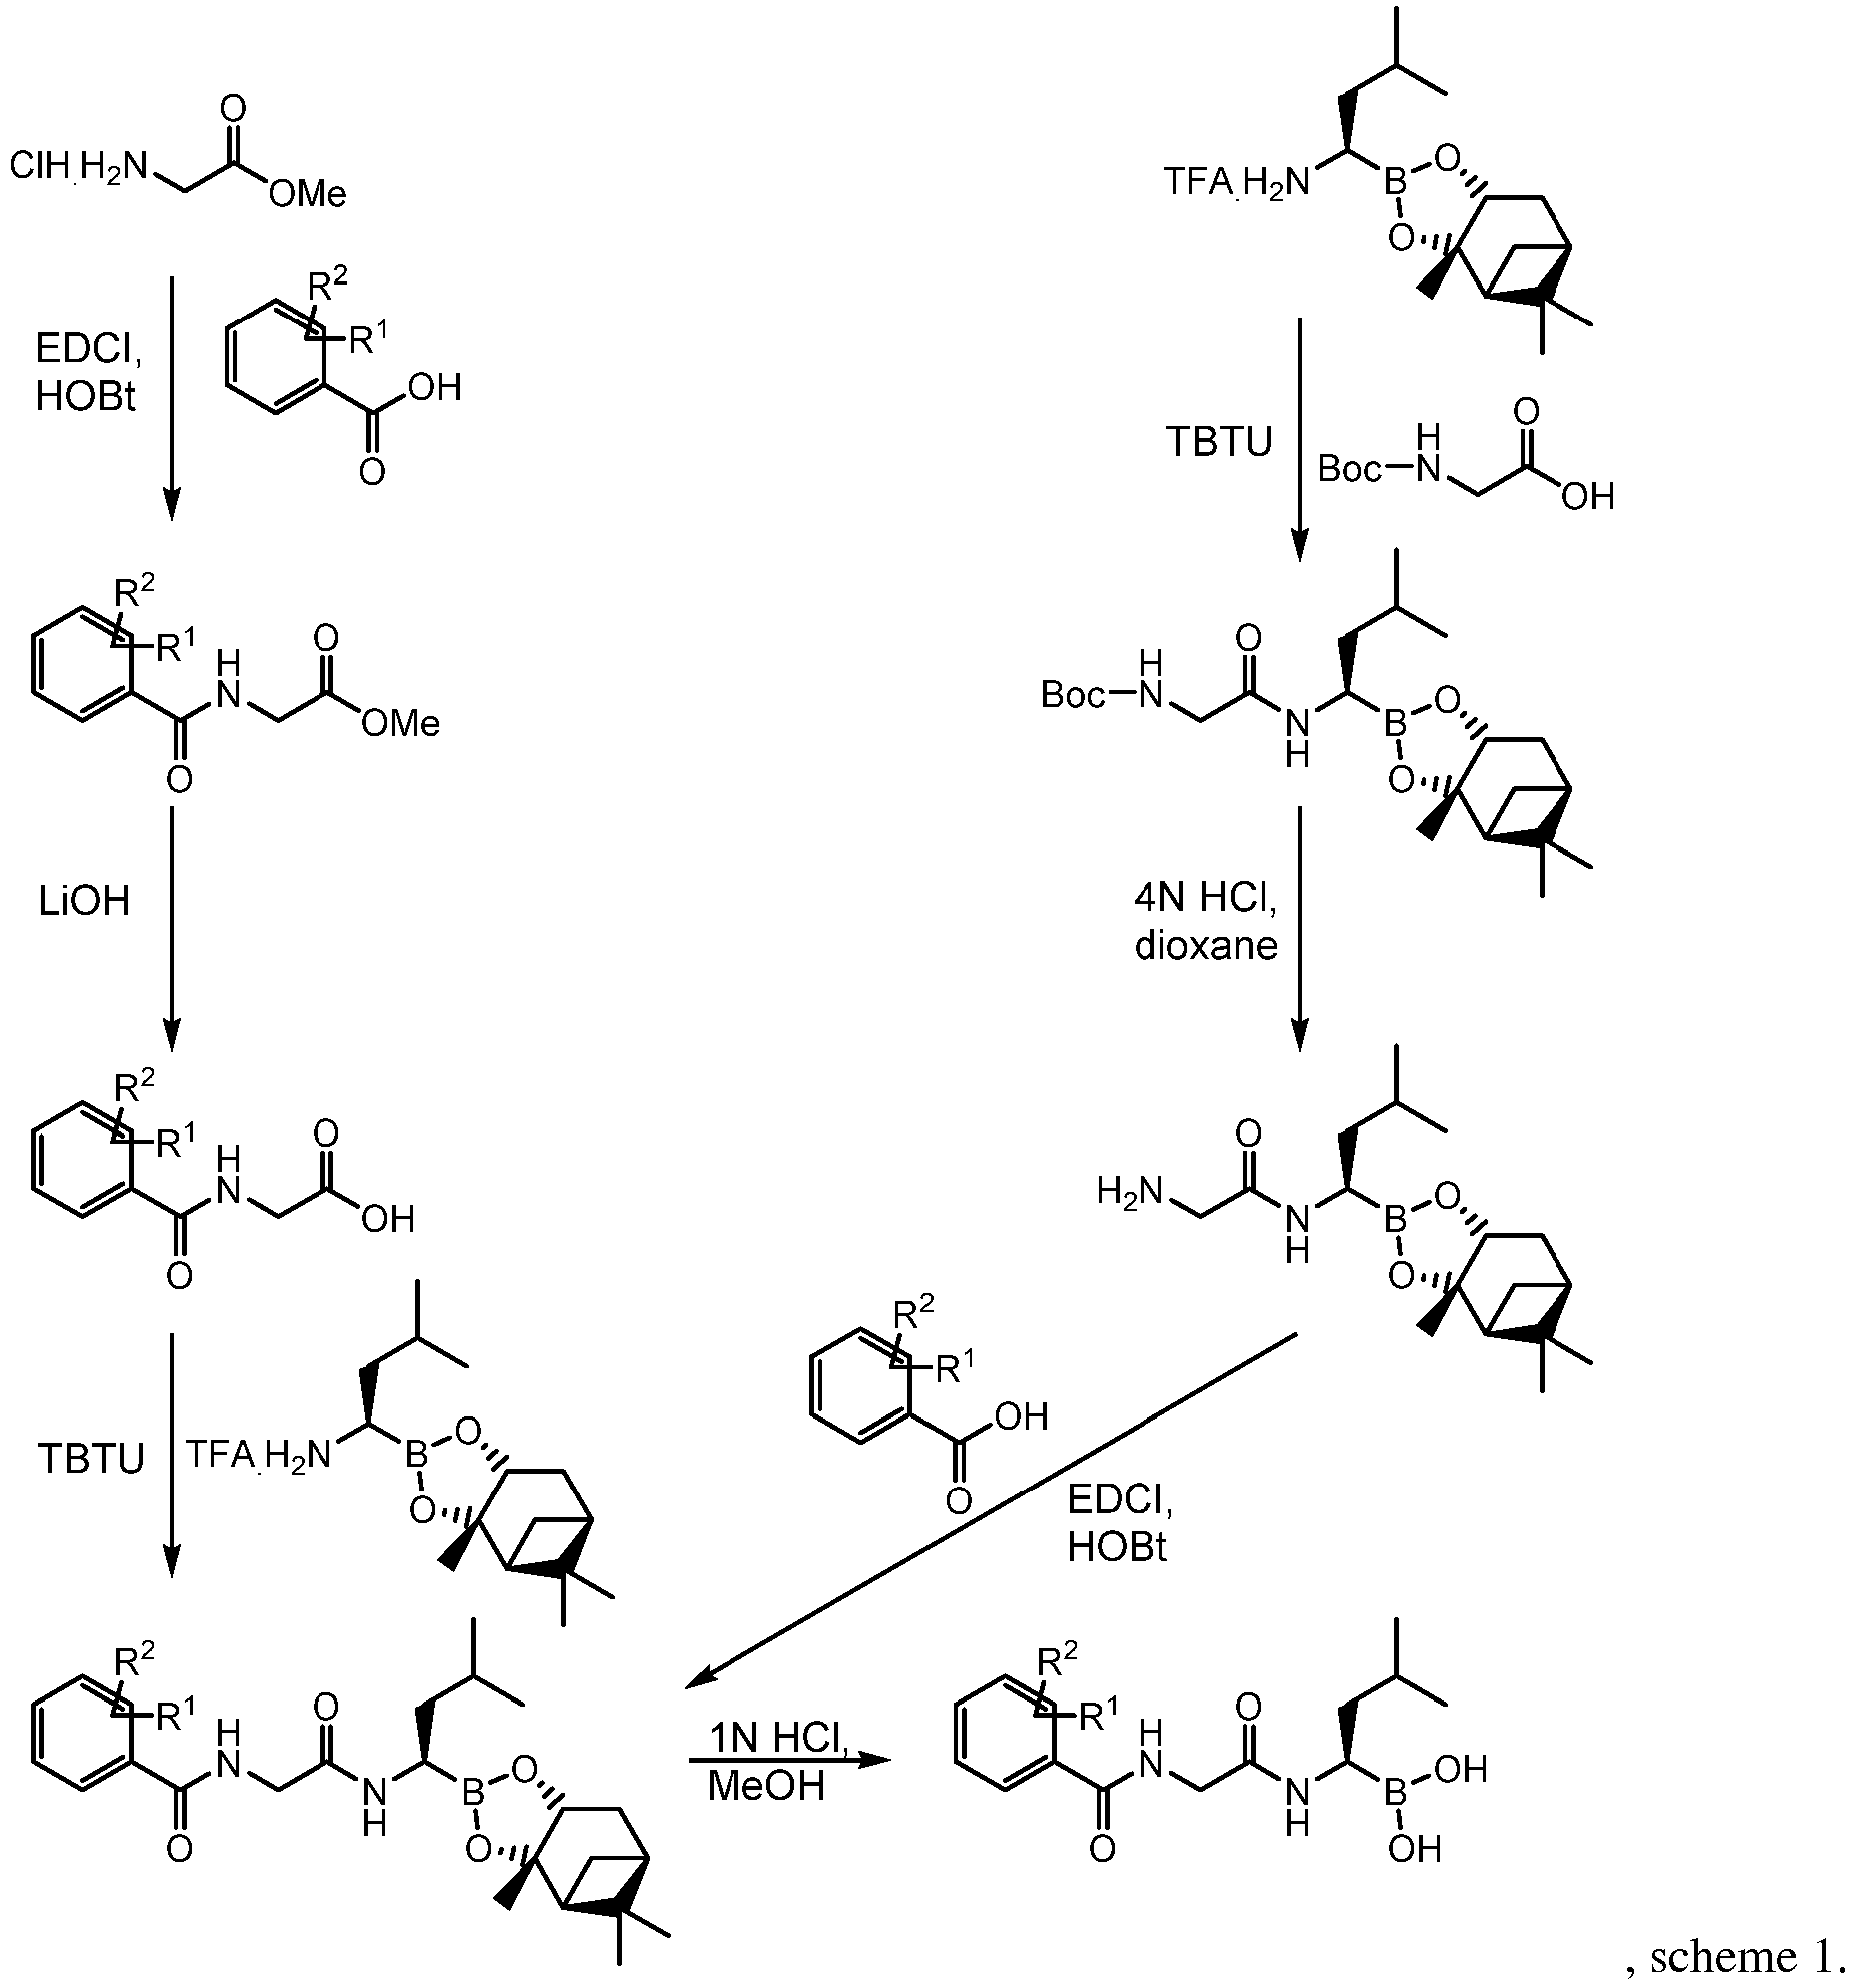 O
ClH.H₂N
OMe
R²
R¹
EDCI,
HOBt
OH
O
R²
R¹
H
N
O
OMe
O
LiOH
R²
R¹
H
N
O
OH
O
TBTU
TFA.H₂N
B
O
O
R²
R¹
H
N
O
N
H
O
B
O
O
TFA.H₂N
B
O
O
TBTU
H
Boc
N
O
OH
H
Boc
N
O
N
H
B
O
O
4N HCl,
dioxane
H₂N
O
N
H
B
O
O
R²
R¹
OH
O
EDCI,
HOBt
1N HCl,
MeOH
R²
R¹
H
N
O
O
N
H
B
OH
OH
, scheme 1.